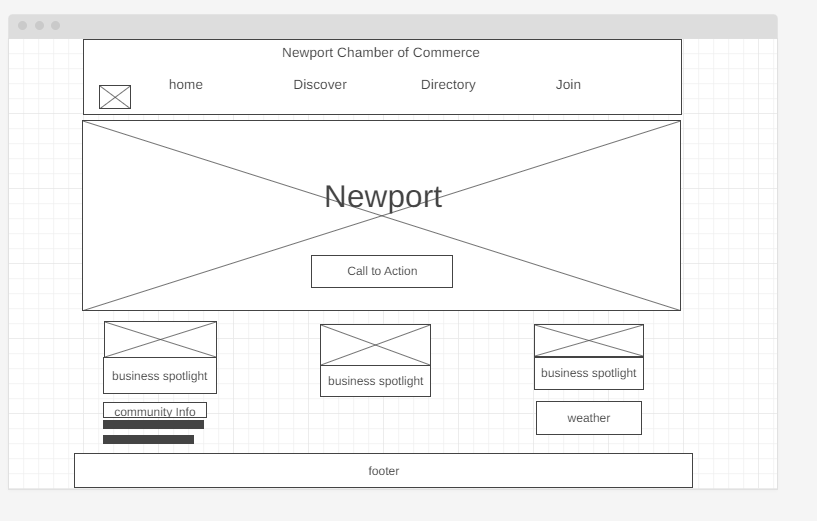 Newport Chamber of Commerce
home Discover Directory Join
Newport
Call to Action
business spotlight
business spotlight
business spotlight
community Info
weather
footer